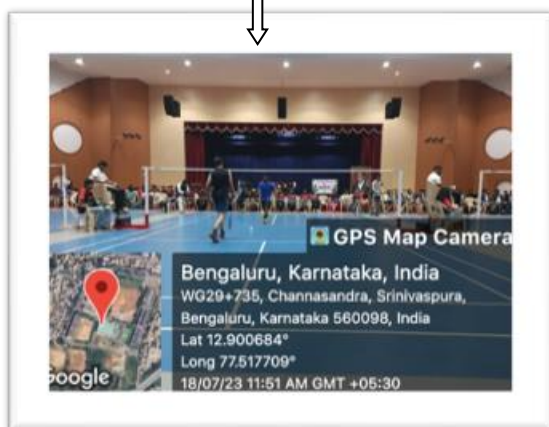 GPS Map Camera
Bengaluru, Karnataka, India
WG29+735, Channasandra, Srinivaspura,
Bengaluru, Karnataka 560098, India
Lat 12.900684°
Long 77.517709°
18/07/23 11:51 AM GMT +05:30
Google